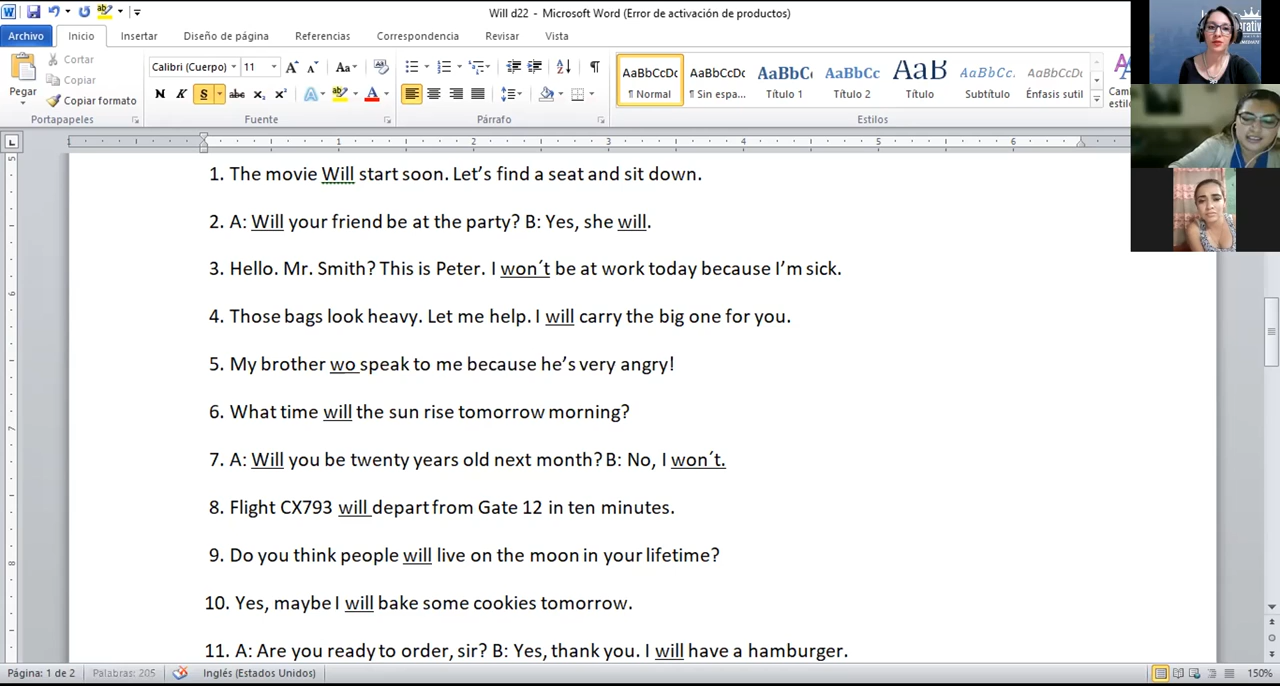 Will d22 - Microsoft Word (Error de activación de productos)
Archivo Inicio Insertar Diseño de página Referencias Correspondencia Revisar Vista
Pegar
Cortar
Copiar
Copiar formato
Portapapeles
Calibri (Cuerpo) 11
N K S abc x₂ x²
Fuente
Párrafo
AaBbCcDc AaBbCcDc AaBbC AaBbCc AaB AaBbCc. AaBbCcDc
¶ Normal ¶ Sin espa... Título 1 Título 2 Título Subtítulo Énfasis sutil
Estilos
1. The movie Will start soon. Let’s find a seat and sit down.
2. A: Will your friend be at the party? B: Yes, she will.
3. Hello. Mr. Smith? This is Peter. I won´t be at work today because I’m sick.
4. Those bags look heavy. Let me help. I will carry the big one for you.
5. My brother wo speak to me because he’s very angry!
6. What time will the sun rise tomorrow morning?
7. A: Will you be twenty years old next month? B: No, I won´t.
8. Flight CX793 will depart from Gate 12 in ten minutes.
9. Do you think people will live on the moon in your lifetime?
10. Yes, maybe I will bake some cookies tomorrow.
11. A: Are you ready to order, sir? B: Yes, thank you. I will have a hamburger.
Página: 1 de 2 Palabras: 205 Inglés (Estados Unidos) 150%